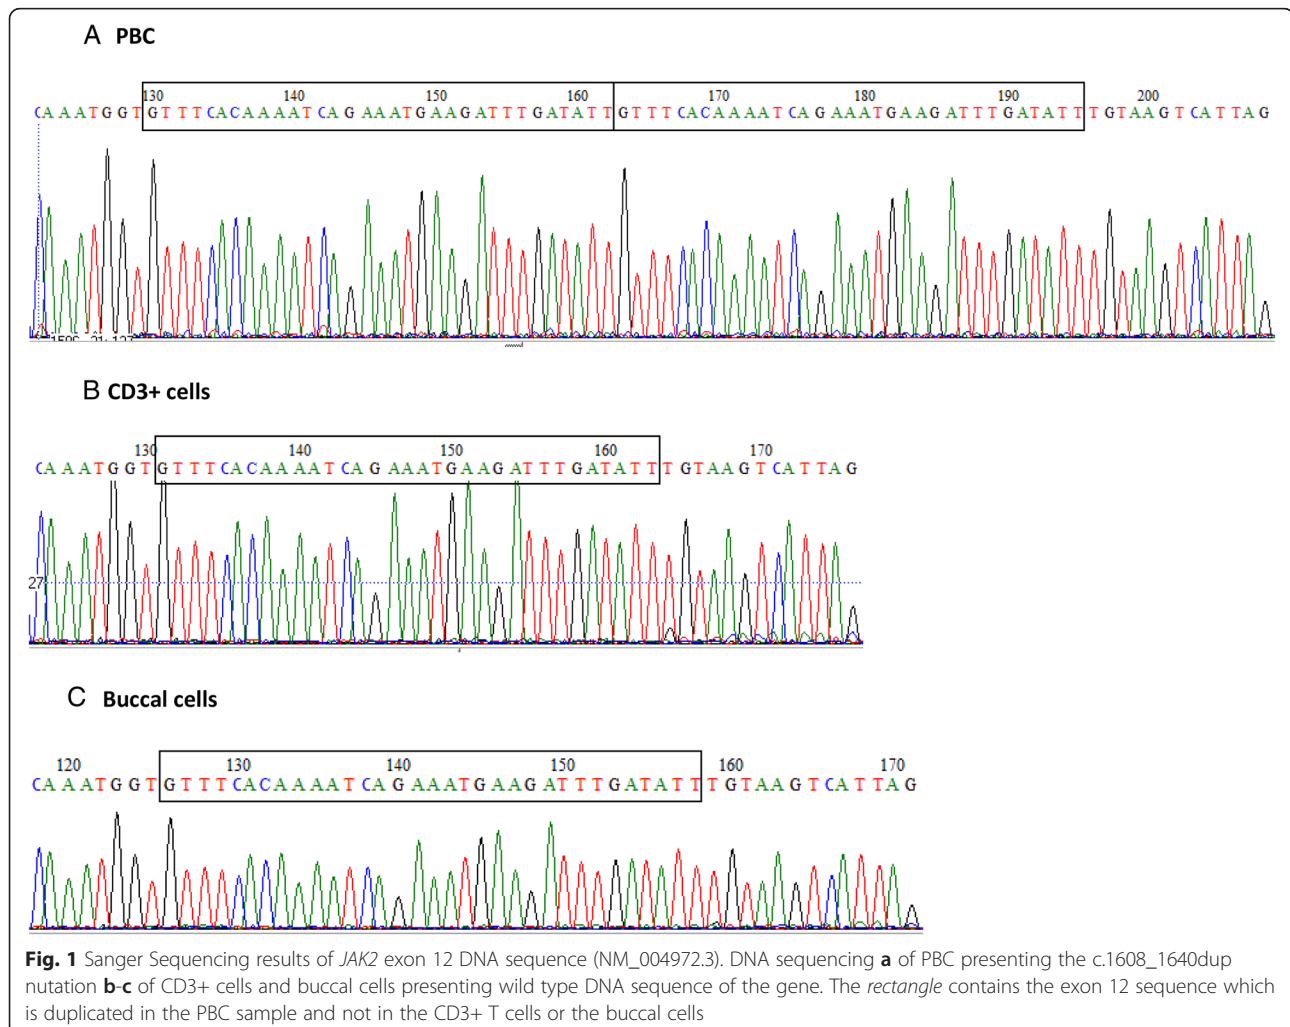 A PBC
130 140 150 160 170 180 190 200
CAAATGGTGTTTCACAAAATCAGAAATGAAGATTTGATATTGTTTCACAAAATCAGAAATGAAGATTTGATATTTGTAAGTCATTAG
B CD3+ cells
130 140 150 160 170
CAAATGGTGTTTCACAAAATCAGAAATGAAGATTTGATATTTGTAAGTCATTAG
27
C Buccal cells
120 130 140 150 160 170
CAAATGGTGTTTCACAAAATCAGAAATGAAGATTTGATATTTGTAAGTCATTAG
Fig. 1 Sanger Sequencing results of JAK2 exon 12 DNA sequence (NM_004972.3). DNA sequencing a of PBC presenting the c.1608_1640dup
nutation b-c of CD3+ cells and buccal cells presenting wild type DNA sequence of the gene. The rectangle contains the exon 12 sequence which
is duplicated in the PBC sample and not in the CD3+ T cells or the buccal cells